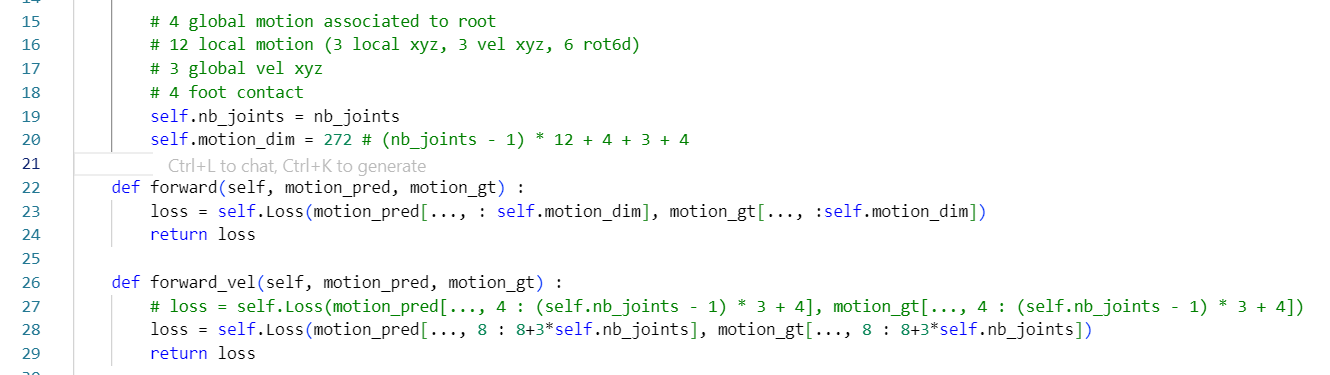 15 # 4 global motion associated to root
16 # 12 local motion (3 local xyz, 3 vel xyz, 6 rot6d)
17 # 3 global vel xyz
18 # 4 foot contact
19 self.nb_joints = nb_joints
20 self.motion_dim = 272 # (nb_joints - 1) * 12 + 4 + 3 + 4
21 Ctrl+L to chat, Ctrl+K to generate
22 def forward(self, motion_pred, motion_gt) :
23 loss = self.Loss(motion_pred[..., : self.motion_dim], motion_gt[..., :self.motion_dim])
24 return loss
25
26 def forward_vel(self, motion_pred, motion_gt) :
27 # loss = self.Loss(motion_pred[..., 4 : (self.nb_joints - 1) * 3 + 4], motion_gt[..., 4 : (self.nb_joints - 1) * 3 + 4])
28 loss = self.Loss(motion_pred[..., 8 : 8+3*self.nb_joints], motion_gt[..., 8 : 8+3*self.nb_joints])
29 return loss